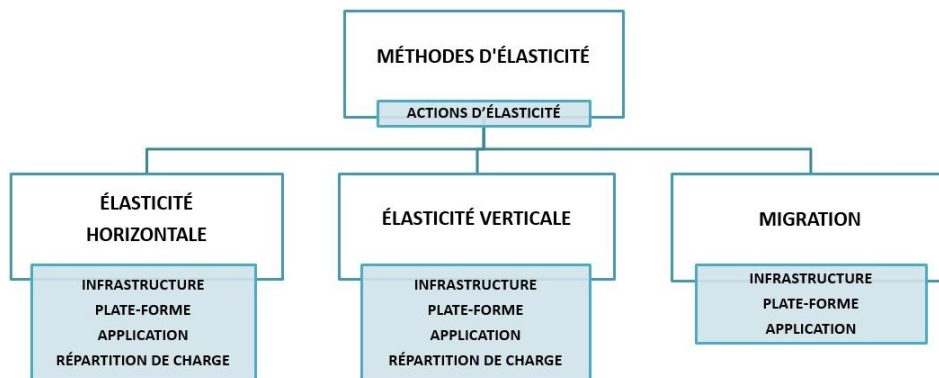 MÉTHODES D'ÉLASTICITÉ
ACTIONS D’ÉLASTICITÉ
ÉLASTICITÉ
HORIZONTALE
INFRASTRUCTURE
PLATE-FORME
APPLICATION
RÉPARTITION DE CHARGE
ÉLASTICITÉ VERTICALE
INFRASTRUCTURE
PLATE-FORME
APPLICATION
RÉPARTITION DE CHARGE
MIGRATION
INFRASTRUCTURE
PLATE-FORME
APPLICATION